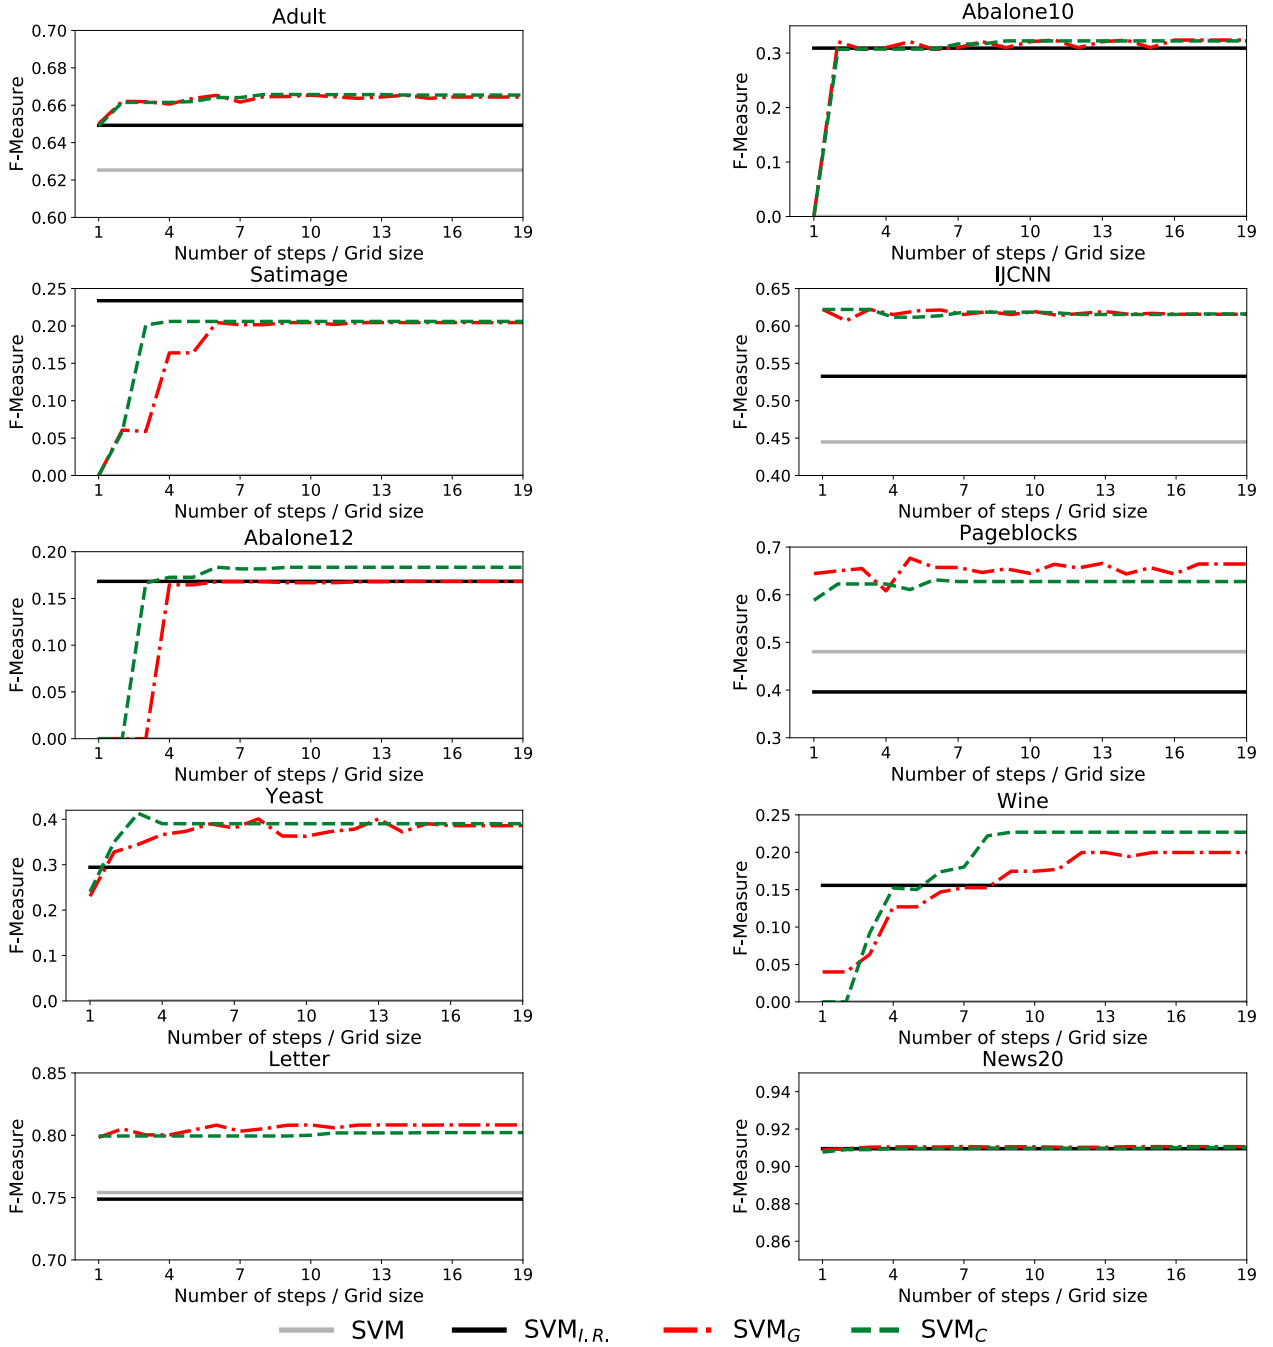 Adult
0.70
0.68
0.66
0.64
0.62
0.60
F-Measure
1 4 7 10 13 16 19
Number of steps / Grid size
Abalone10
0.3
0.2
0.1
0.0
F-Measure
1 4 7 10 13 16 19
Number of steps / Grid size
Satimage
0.25
0.20
0.15
0.10
0.05
0.00
F-Measure
1 4 7 10 13 16 19
Number of steps / Grid size
IJCNN
0.65
0.60
0.55
0.50
0.45
0.40
F-Measure
1 4 7 10 13 16 19
Number of steps / Grid size
Abalone12
0.20
0.15
0.10
0.05
0.00
F-Measure
1 4 7 10 13 16 19
Number of steps / Grid size
Pageblocks
0.7
0.6
0.5
0.4
0.3
F-Measure
1 4 7 10 13 16 19
Number of steps / Grid size
Yeast
0.4
0.3
0.2
0.1
0.0
F-Measure
1 4 7 10 13 16 19
Number of steps / Grid size
Wine
0.25
0.20
0.15
0.10
0.05
0.00
F-Measure
1 4 7 10 13 16 19
Number of steps / Grid size
Letter
0.85
0.80
0.75
0.70
F-Measure
1 4 7 10 13 16 19
Number of steps / Grid size
News20
0.94
0.92
0.90
0.88
0.86
F-Measure
1 4 7 10 13 16 19
Number of steps / Grid size
SVM SVM_I.R. SVM_G SVM_C